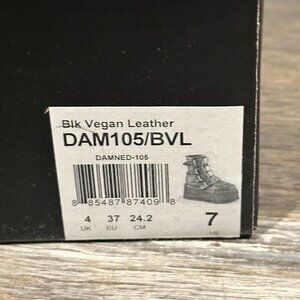 Blk Vegan Leather
DAM105/BVL
DAMNED-105
8 85487 87409 8
4 37 24.2 7
UK EU CM US